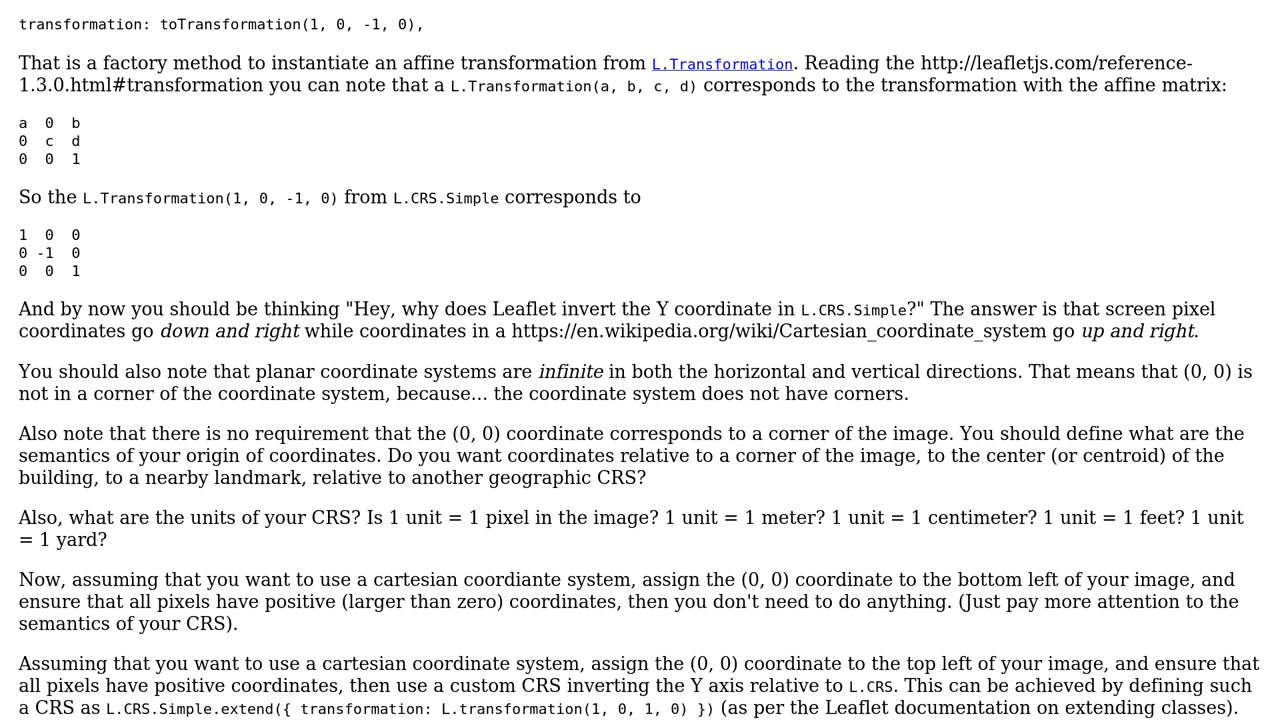 transformation: toTransformation(1, 0, -1, 0),
That is a factory method to instantiate an affine transformation from L.Transformation. Reading the http://leafletjs.com/reference-
1.3.0.html#transformation you can note that a L.Transformation(a, b, c, d) corresponds to the transformation with the affine matrix:
a  0  b
0  c  d
0  0  1
So the L.Transformation(1, 0, -1, 0) from L.CRS.Simple corresponds to
1  0  0
0 -1  0
0  0  1
And by now you should be thinking "Hey, why does Leaflet invert the Y coordinate in L.CRS.Simple?" The answer is that screen pixel
coordinates go down and right while coordinates in a https://en.wikipedia.org/wiki/Cartesian_coordinate_system go up and right.
You should also note that planar coordinate systems are infinite in both the horizontal and vertical directions. That means that (0, 0) is
not in a corner of the coordinate system, because... the coordinate system does not have corners.
Also note that there is no requirement that the (0, 0) coordinate corresponds to a corner of the image. You should define what are the
semantics of your origin of coordinates. Do you want coordinates relative to a corner of the image, to the center (or centroid) of the
building, to a nearby landmark, relative to another geographic CRS?
Also, what are the units of your CRS? Is 1 unit = 1 pixel in the image? 1 unit = 1 meter? 1 unit = 1 centimeter? 1 unit = 1 feet? 1 unit
= 1 yard?
Now, assuming that you want to use a cartesian coordiante system, assign the (0, 0) coordinate to the bottom left of your image, and
ensure that all pixels have positive (larger than zero) coordinates, then you don't need to do anything. (Just pay more attention to the
semantics of your CRS).
Assuming that you want to use a cartesian coordinate system, assign the (0, 0) coordinate to the top left of your image, and ensure that
all pixels have positive coordinates, then use a custom CRS inverting the Y axis relative to L.CRS. This can be achieved by defining such
a CRS as L.CRS.Simple.extend({ transformation: L.transformation(1, 0, 1, 0) }) (as per the Leaflet documentation on extending classes).